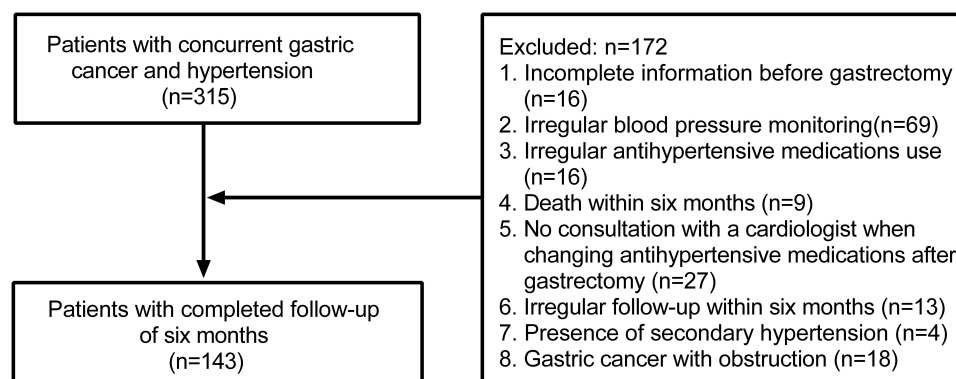 Patients with concurrent gastric
cancer and hypertension
(n=315)
Excluded: n=172
1. Incomplete information before gastrectomy
(n=16)
2. Irregular blood pressure monitoring(n=69)
3. Irregular antihypertensive medications use
(n=16)
4. Death within six months (n=9)
5. No consultation with a cardiologist when
changing antihypertensive medications after
gastrectomy (n=27)
6. Irregular follow-up within six months (n=13)
7. Presence of secondary hypertension (n=4)
8. Gastric cancer with obstruction (n=18)
Patients with completed follow-up
of six months
(n=143)